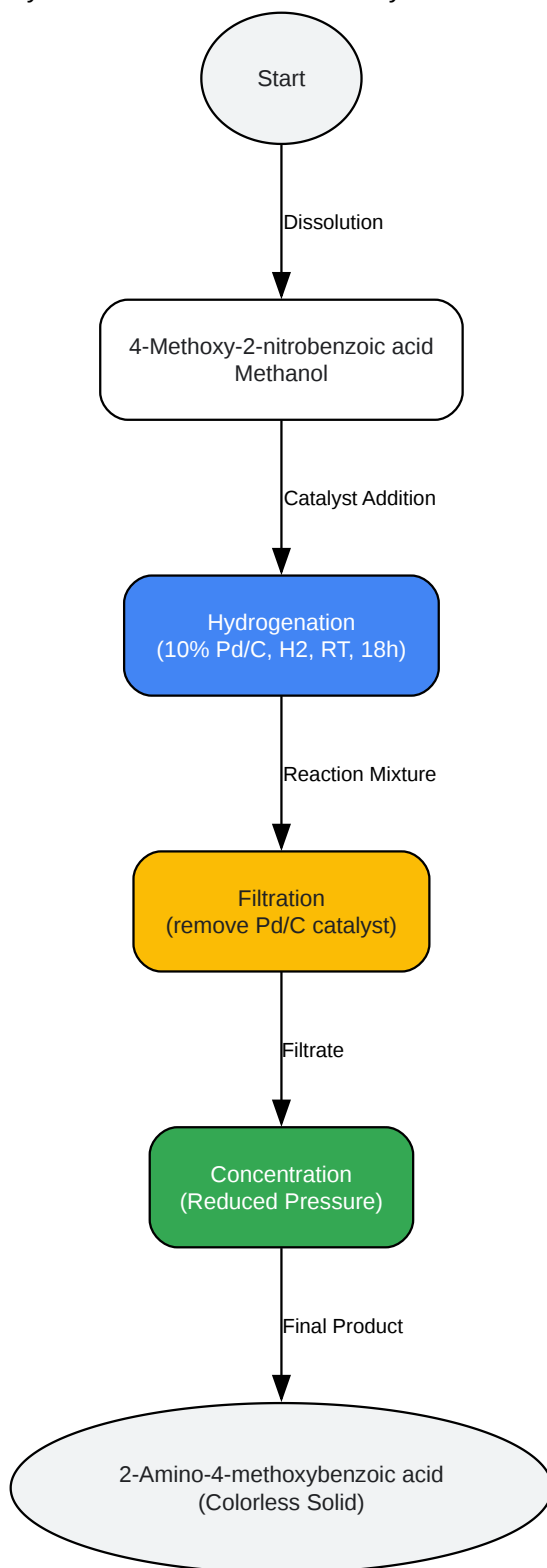 Start
Dissolution
4-Methoxy-2-nitrobenzoic acid
Methanol
Catalyst Addition
Hydrogenation
(10% Pd/C, H2, RT, 18h)
Reaction Mixture
Filtration
(remove Pd/C catalyst)
Filtrate
Concentration
(Reduced Pressure)
Final Product
2-Amino-4-methoxybenzoic acid
(Colorless Solid)